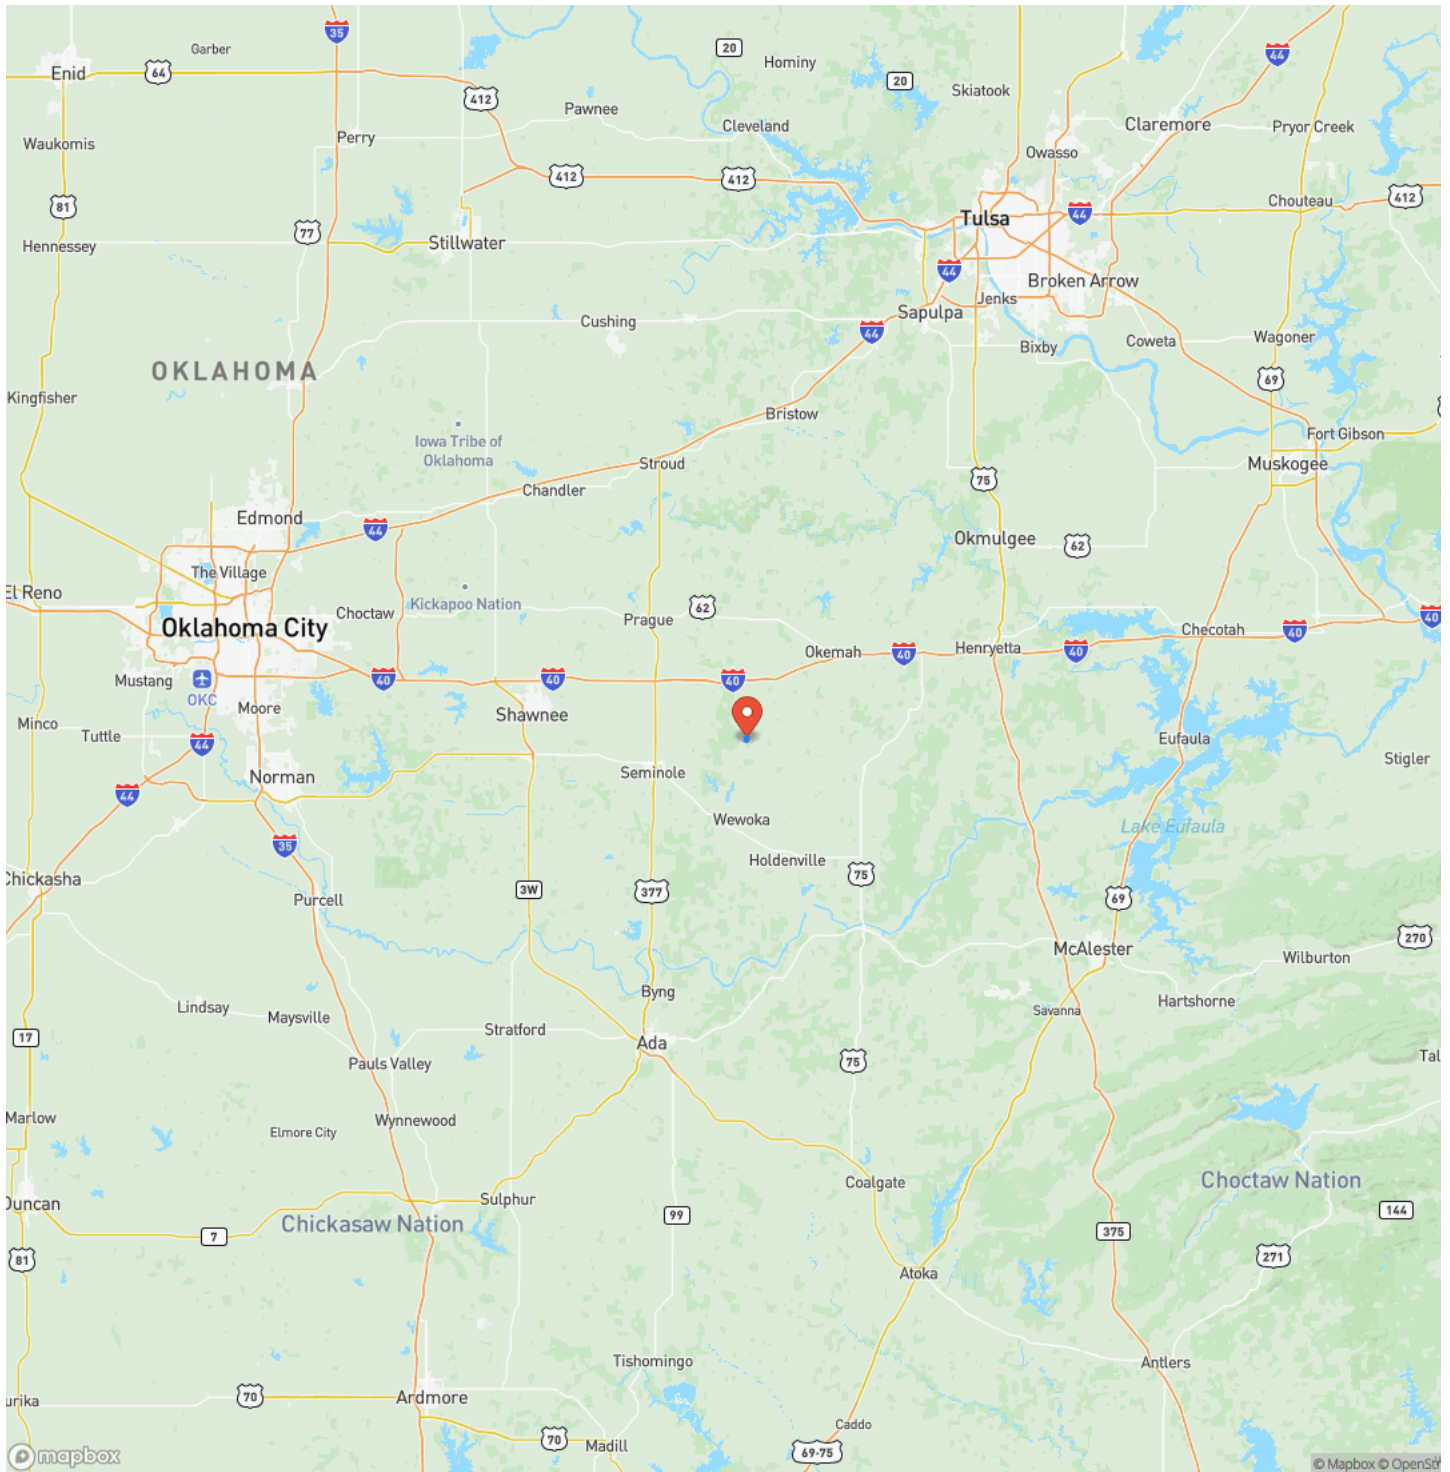 35
Garber
20
Hominy
44
Enid
64
20
Skiatook
412
Pawnee
Cleveland
Claremore
Pryor Creek
Waukomis
Perry
Owasso
412
412
412
81
Tulsa
44
Chouteau
77
Hennessey
Stillwater
44
Broken Arrow
Jenks
Sapulpa
Cushing
44
Bixby
Coweta
Wagoner
OKLAHOMA
69
Kingfisher
Bristow
Iowa Tribe of
Oklahoma
Fort Gibson
Stroud
Muskogee
75
Chandler
Edmond
44
Okmulgee
62
The Village
El Reno
Kickapoo Nation
62
Choctaw
Prague
40
Oklahoma City
Checotah
40
Okemah
40
Henryetta
40
Mustang
OKC
40
40
40
Moore
Shawnee
Minco
Tuttle
44
Eufaula
Norman
Seminole
Stigler
44
Wewoka
Lake Eufaula
35
Holdenville
75
Chickasha
3W
377
69
Purcell
270
McAlester
Wilburton
Byng
Hartshorne
Lindsay
Maysville
Savanna
17
Stratford
Ada
Pauls Valley
75
Tal
Marlow
Wynnewood
Elmore City
Coalgate
Choctaw Nation
Duncan
Sulphur
Chickasaw Nation
99
144
7
375
81
271
Atoka
Tishomingo
Antlers
urika
70
Ardmore
Caddo
70
Madill
69-75
mapbox
© Mapbox © OpenStr